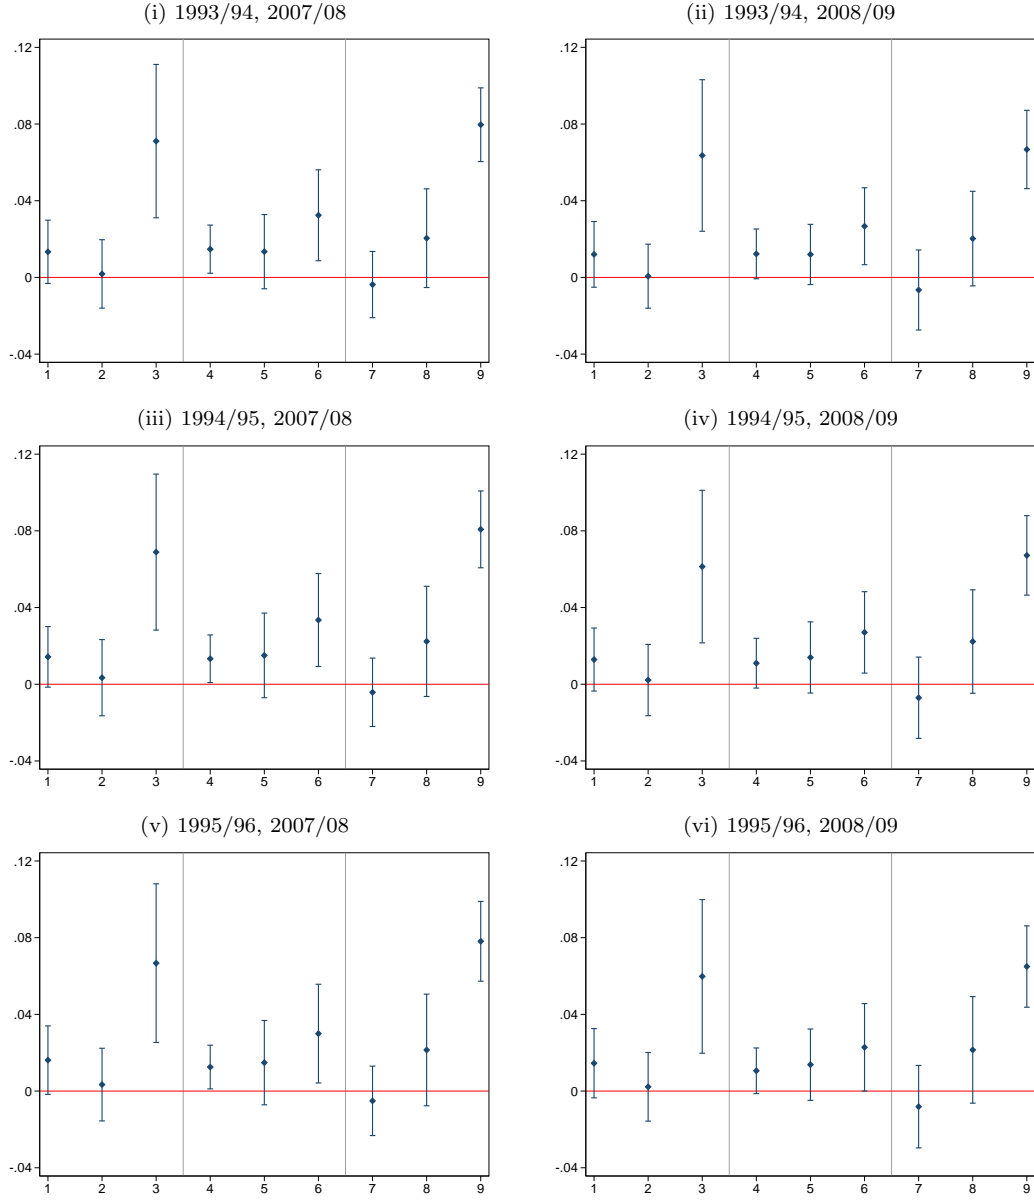 (i) 1993/94, 2007/08
.12
.08
.04
0
-.04
1 2 3 4 5 6 7 8 9
(ii) 1993/94, 2008/09
.12
.08
.04
0
-.04
1 2 3 4 5 6 7 8 9
(iii) 1994/95, 2007/08
.12
.08
.04
0
-.04
1 2 3 4 5 6 7 8 9
(iv) 1994/95, 2008/09
.12
.08
.04
0
-.04
1 2 3 4 5 6 7 8 9
(v) 1995/96, 2007/08
.12
.08
.04
0
-.04
1 2 3 4 5 6 7 8 9
(vi) 1995/96, 2008/09
.12
.08
.04
0
-.04
1 2 3 4 5 6 7 8 9